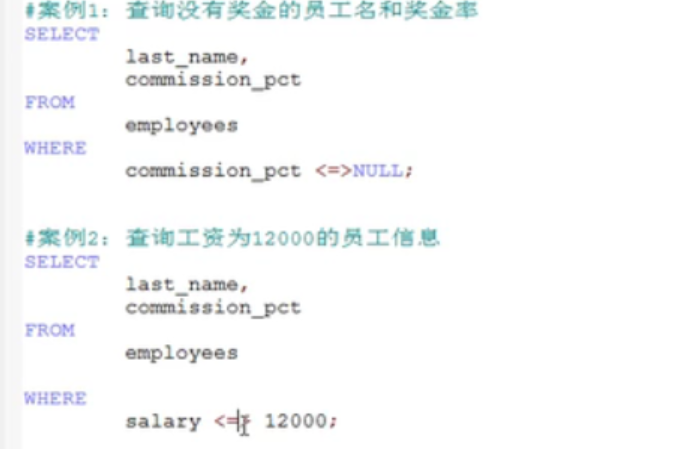 #案例1：查询没有奖金的员工名和奖金率
SELECT
last_name,
commission_pct
FROM
employees
WHERE
commission_pct <=>NULL;
#案例2：查询工资为12000的员工信息
SELECT
last_name,
commission_pct
FROM
employees
WHERE
salary <=> 12000;